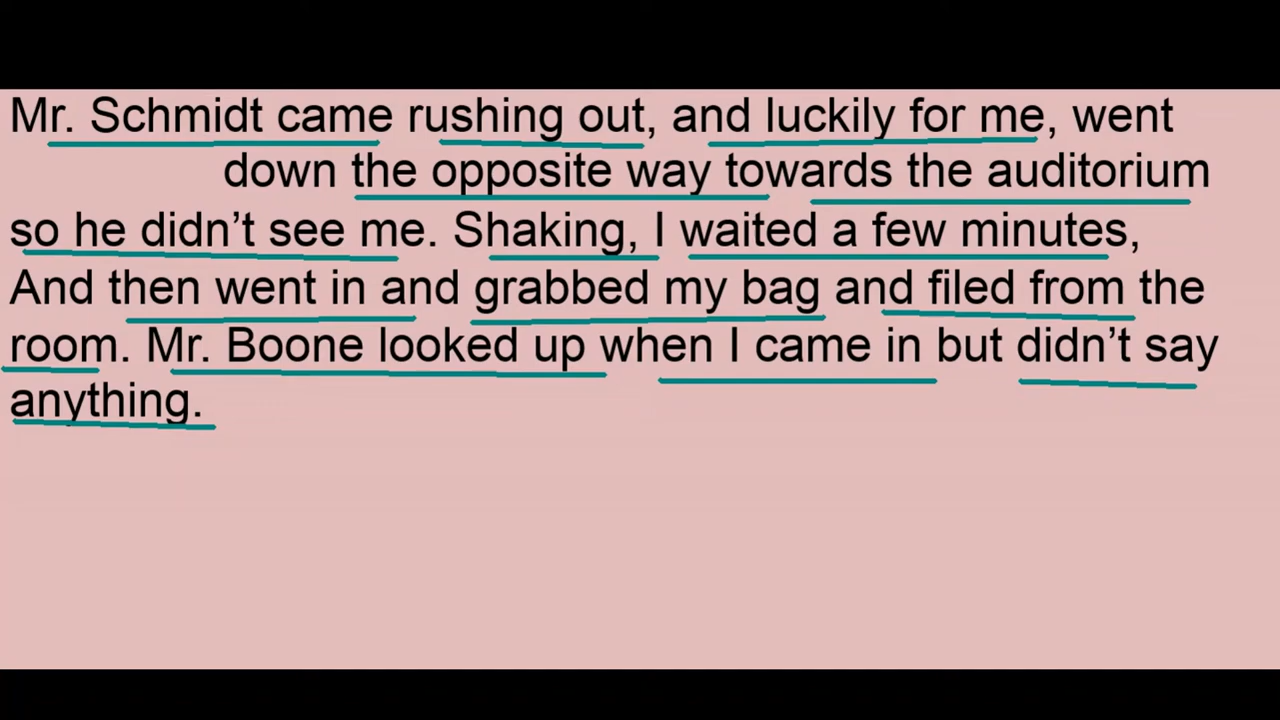 Mr. Schmidt came rushing out, and luckily for me, went
down the opposite way towards the auditorium
so he didn’t see me. Shaking, I waited a few minutes,
And then went in and grabbed my bag and filed from the
room. Mr. Boone looked up when I came in but didn’t say
anything.